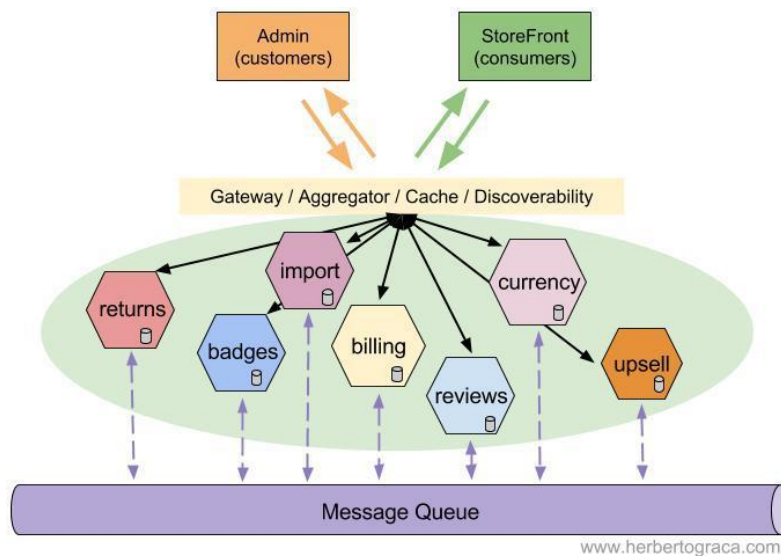 Admin
(customers)
StoreFront
(consumers)
Gateway / Aggregator / Cache / Discoverability
import
currency
returns
badges
billing
upsell
reviews
Message Queue
www.herbertograca.com